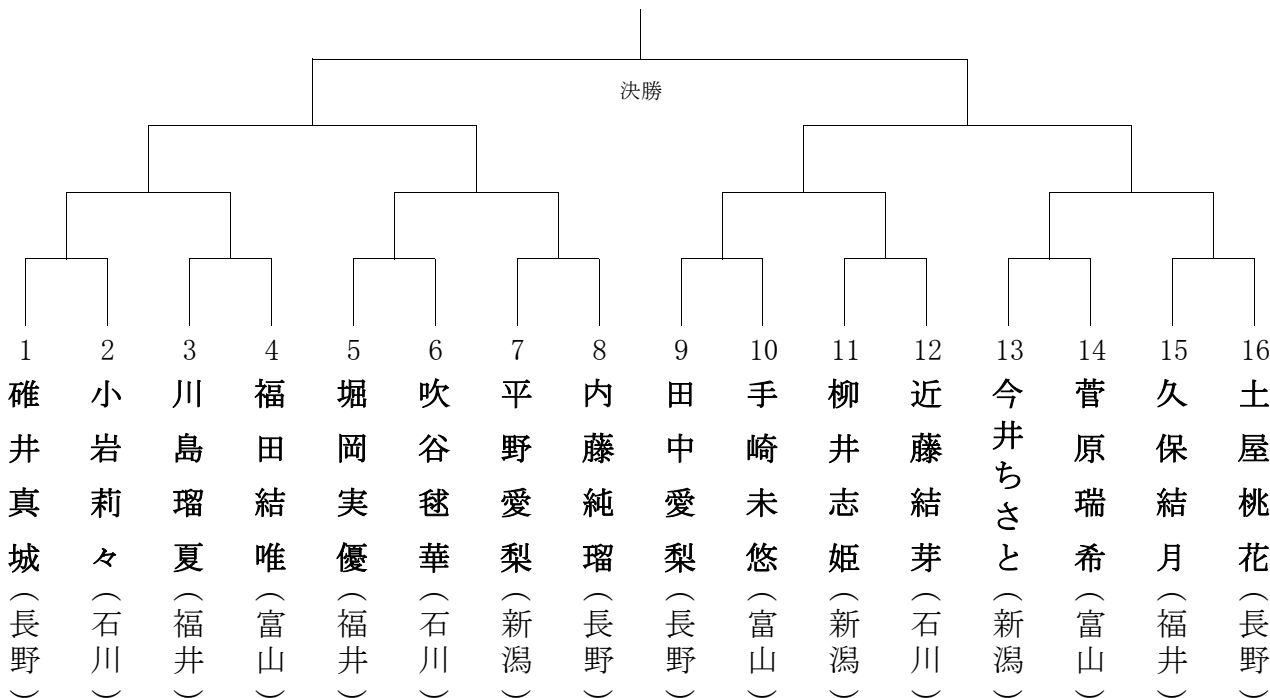 決勝
1 碓井真城（長野）
2 小岩莉々（石川）
3 川島瑠夏（福井）
4 福田結唯（富山）
5 堀岡実優（福井）
6 吹谷毬華（石川）
7 平野愛梨（新潟）
8 内藤純瑠（長野）
9 田中愛梨（長野）
10 手崎未悠（富山）
11 柳井志姫（新潟）
12 近藤結芽（石川）
13 今井ちさと（新潟）
14 菅原瑞希（富山）
15 久保結月（福井）
16 土屋桃花（長野）